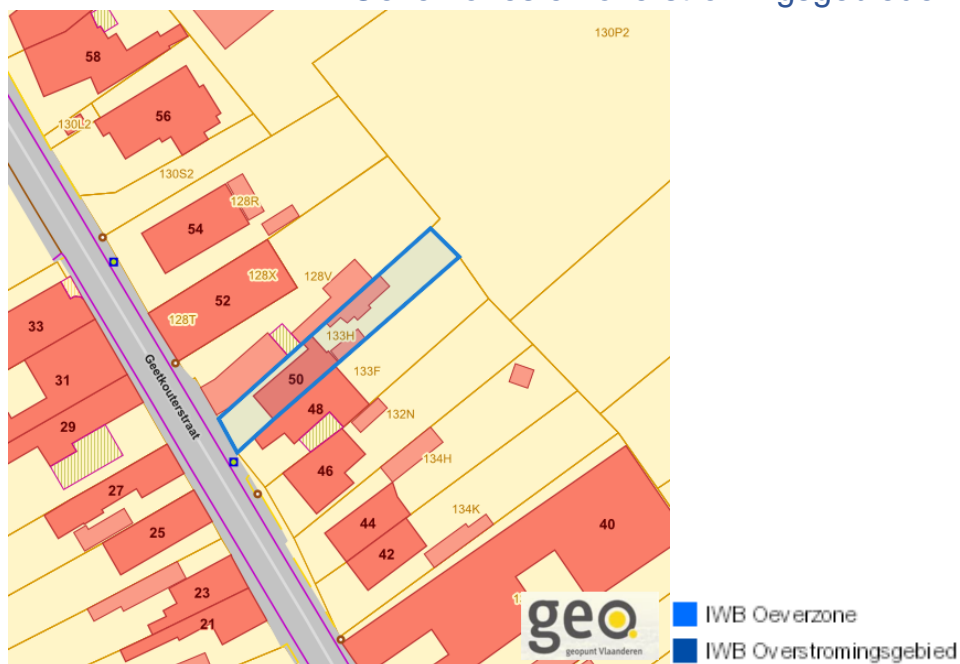 130P2
58
56
130L2
130S2
128R
54
128X
128V
52
128T
133H
33
Geetkouterstraat
133F
31
50
48
132N
29
46
134H
27
134K
44
40
25
42
23
21
geo.
geopunt Vlaanderen
IWB Oeverzone
IWB Overstromingsgebied